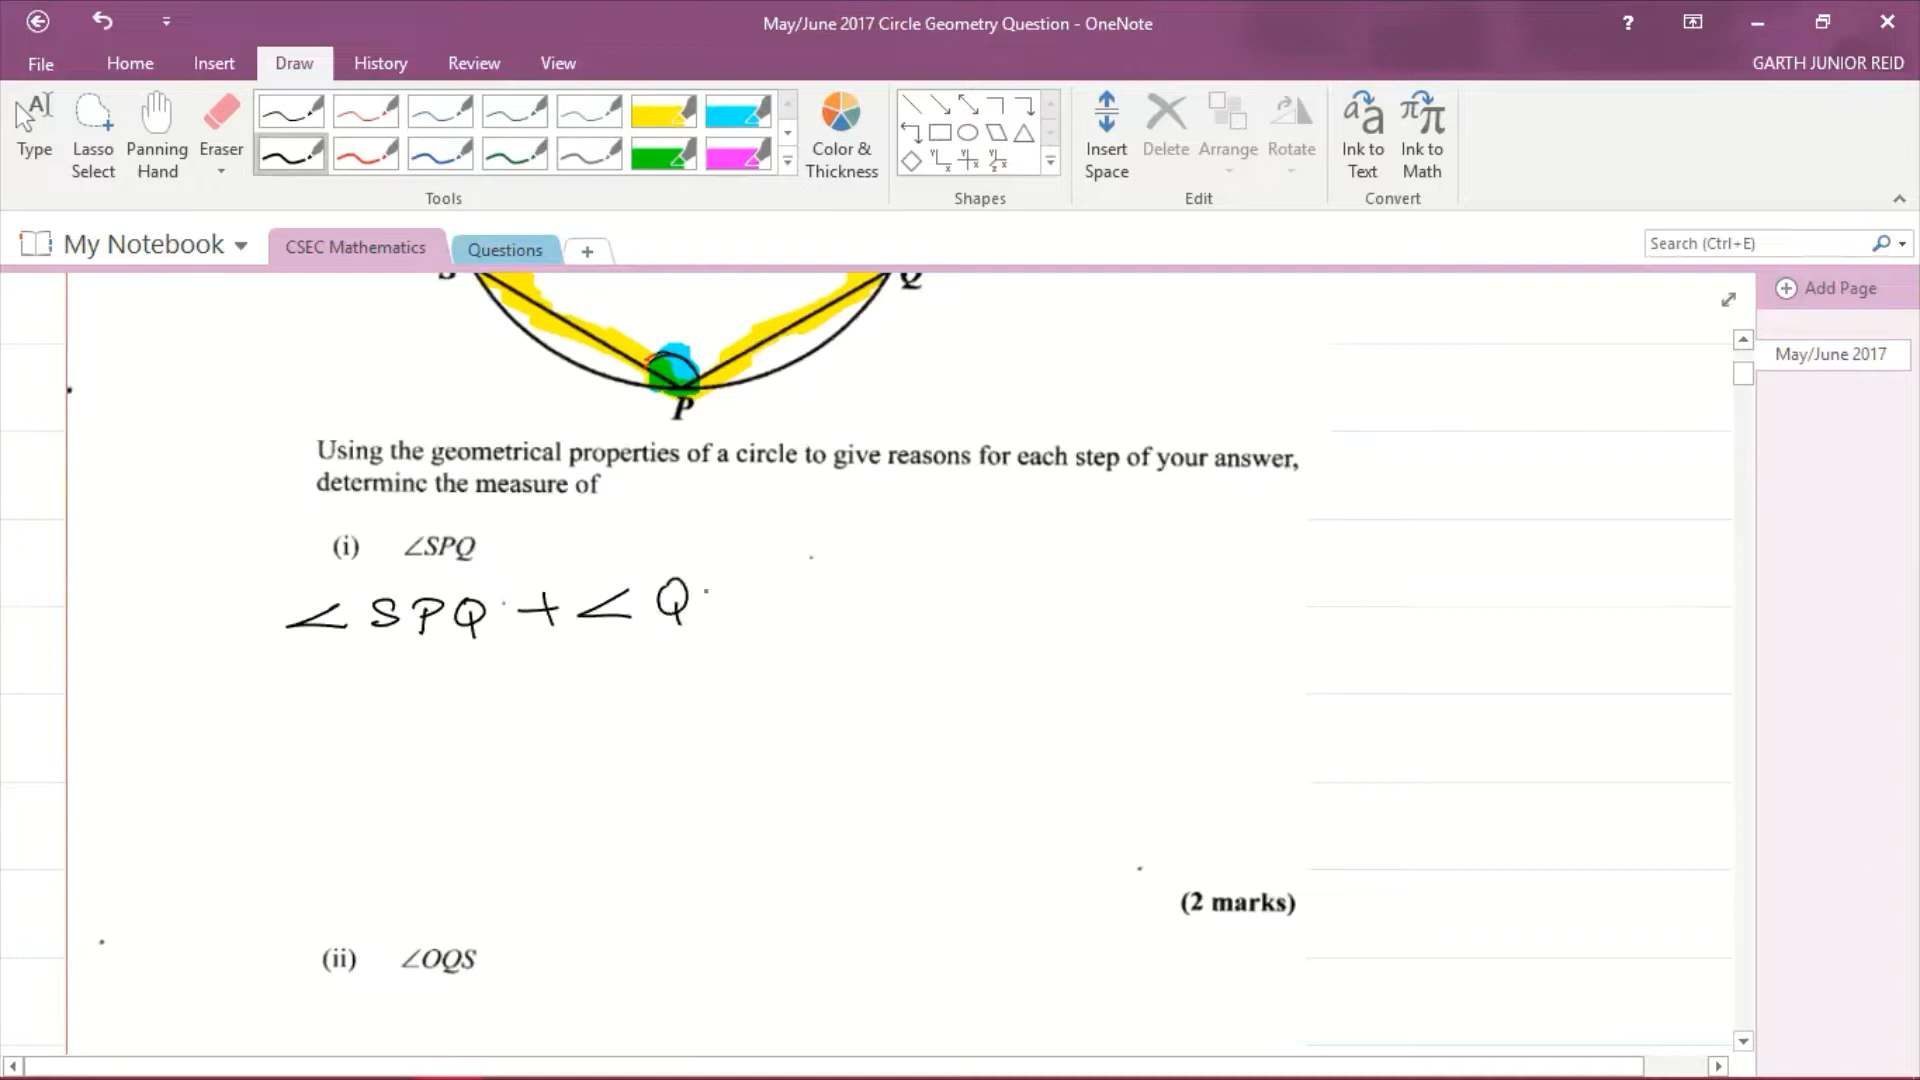 May/June 2017 Circle Geometry Question - OneNote
?
File
Home
Insert
Draw
History
Review
View
GARTH JUNIOR REID
Type
Lasso Select
Panning Hand
Eraser
Color & Thickness
Insert Space
Delete
Arrange
Rotate
Ink to Text
Ink to Math
Tools
Shapes
Edit
Convert
My Notebook
CSEC Mathematics
Questions
Search (Ctrl+E)
Add Page
May/June 2017
Q
P
Using the geometrical properties of a circle to give reasons for each step of your answer,
determine the measure of
(i) ∠SPQ
∠ SPQ + ∠ Q
(2 marks)
(ii) ∠OQS